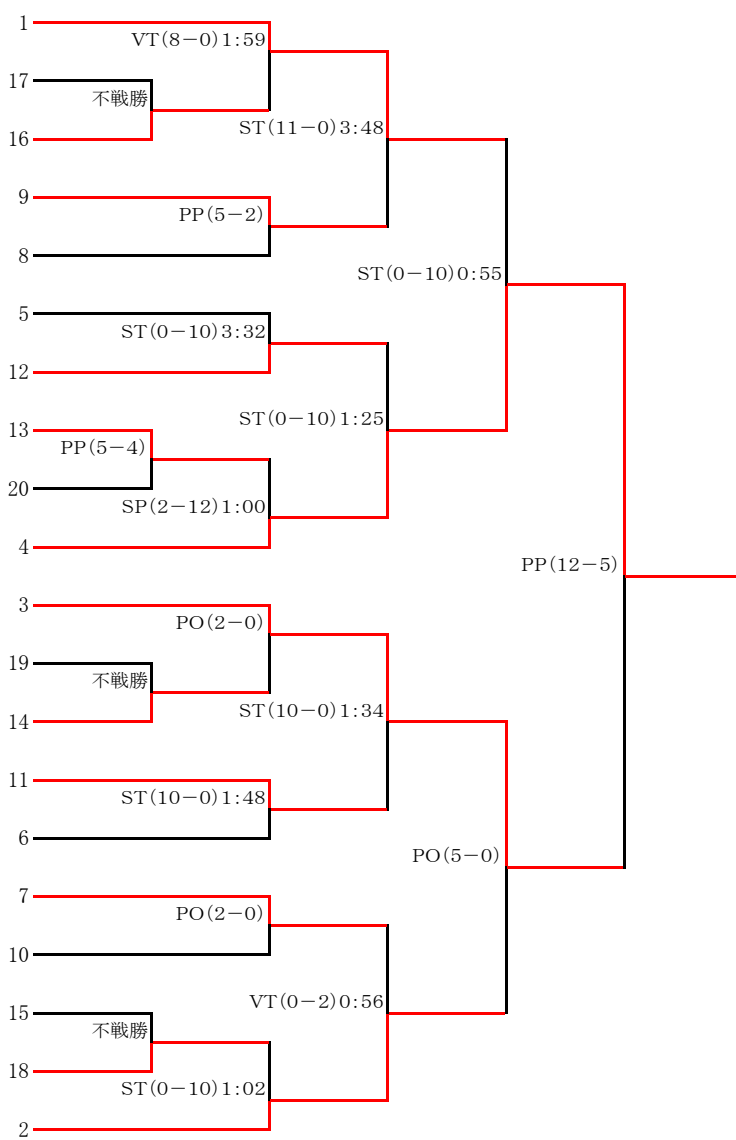 1
VT(8-0)1:59
17
不戦勝
16
ST(11-0)3:48
9
PP(5-2)
8
ST(0-10)0:55
5
ST(0-10)3:32
12
ST(0-10)1:25
13
PP(5-4)
20
SP(2-12)1:00
4
PP(12-5)
3
PO(2-0)
19
不戦勝
14
ST(10-0)1:34
11
ST(10-0)1:48
6
PO(5-0)
7
PO(2-0)
10
VT(0-2)0:56
15
不戦勝
18
ST(0-10)1:02
2